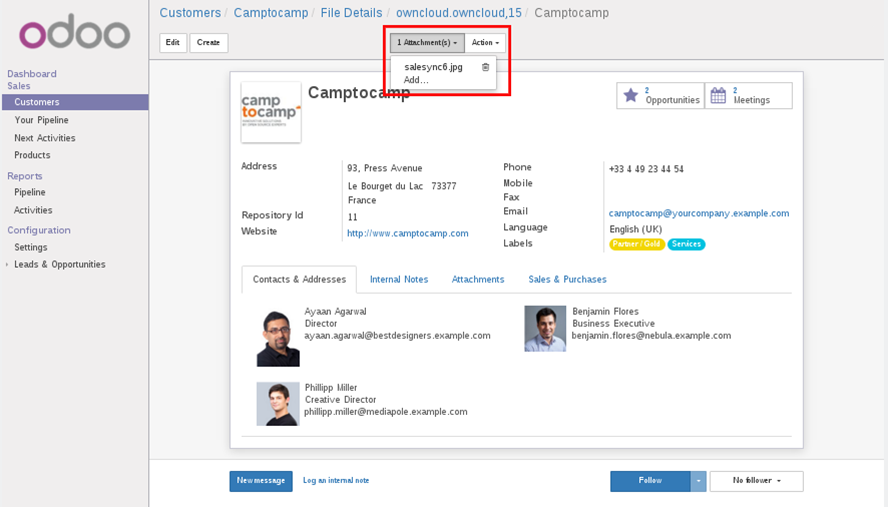 odoo
Customers / Camptocamp / File Details / owncloud.owncloud,15 / Camptocamp
Edit Create 1 Attachment(s) Action
salesync6.jpg
Add...
Dashboard
Sales
Customers
Your Pipeline
Next Activities
Products
Reports
Pipeline
Activities
Configuration
Settings
Leads & Opportunities
camp
tocamp
Camptocamp
2
Opportunities
2
Meetings
Address
93, Press Avenue
Le Bourget du Lac 73377
France
Repository Id 11
Website http://www.camptocamp.com
Phone +33 4 49 23 44 54
Mobile
Fax
Email camptocamp@yourcompany.example.com
Language English (UK)
Labels Partner / Gold Services
Contacts & Addresses Internal Notes Attachments Sales & Purchases
Ayaan Agarwal
Director
ayaan.agarwal@bestdesigners.example.com
Benjamin Flores
Business Executive
benjamin.flores@nebula.example.com
Phillipp Miller
Creative Director
phillipp.miller@mediapole.example.com
New message Log an internal note Follow No follower